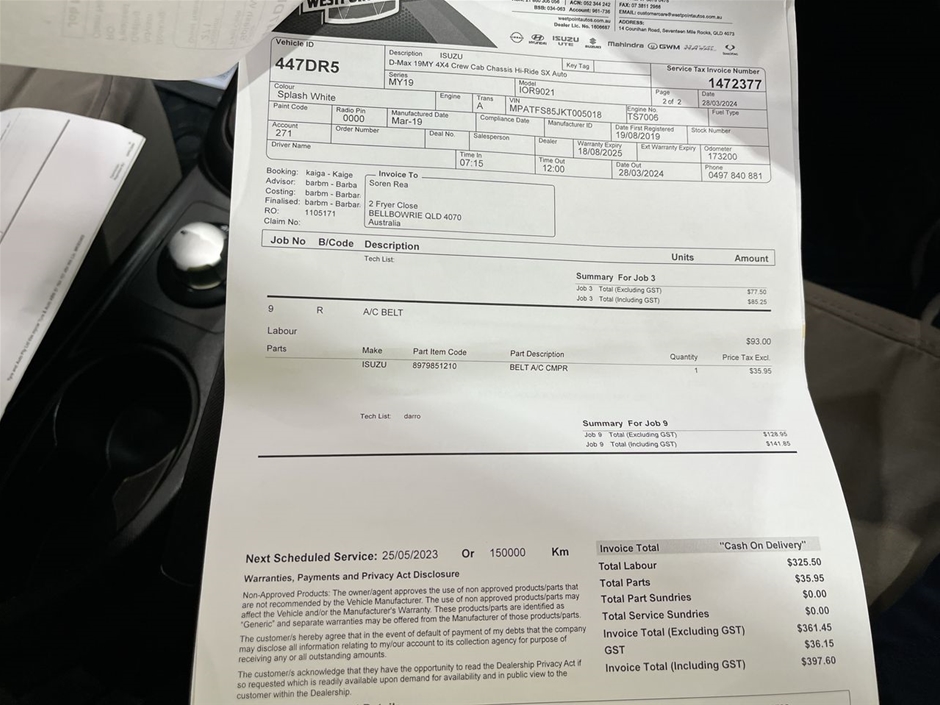 ACN: 052 344 242
FAX: 07 3811 2988
BSB: 034-063 Account: 961-736
EMAIL: customercare@westpointautos.com.au
westpointautos.com.au
ADDRESS:
Dealer Lic. No.
14 Counihan Road, Seventeen Mile Rocks, QLD 4073
HYUNDAI ISUZU UTE SUZUKI mahindra GWM HAVAL
Vehicle ID
447DR5
Description ISUZU
D-Max 19MY 4X4 Crew Cab Chassis Hi-Ride SX Auto
Key Tag
Service Tax Invoice Number
1472377
Series
MY19
Model
IOR9021
Page
2 of 2
Date
28/03/2024
Colour
Splash White
Engine
Trans
A
VIN
MPATFS85JKT005018
Engine No.
TS7006
Fuel Type
Paint Code
Radio Pin
0000
Manufactured Date
Mar-19
Compliance Date
Manufacturer ID
Date First Registered
19/08/2019
Stock Number
Account
271
Order Number
Deal No.
Salesperson
Dealer
Warranty Expiry
18/08/2025
Ext Warranty Expiry
Odometer
173200
Driver Name
Time In
07:15
Time Out
12:00
Date Out
28/03/2024
Phone
0497 840 881
Booking: kaiga - Kaige
Advisor: barbm - Barba
Costing: barbm - Barbar
Finalised: barbm - Barbar
RO: 1105171
Claim No:
Invoice To
Soren Rea
2 Fryer Close
BELLBOWRIE QLD 4070
Australia
Job No B/Code Description Units Amount
Tech List:
Summary For Job 3
Job 3 Total (Excluding GST) $77.50
Job 3 Total (Including GST) $85.25
9 R A/C BELT
Labour $93.00
Parts Make Part Item Code Part Description Quantity Price Tax Excl.
ISUZU 8979851210 BELT A/C CMPR 1 $35.95
Tech List: darro
Summary For Job 9
Job 9 Total (Excluding GST) $128.95
Job 9 Total (Including GST) $141.85
Next Scheduled Service: 25/05/2023 Or 150000 Km
Warranties, Payments and Privacy Act Disclosure
Non-Approved Products: The owner/agent approves the use of non approved products/parts that
are not recommended by the Vehicle Manufacturer. The use of non approved products/parts may
affect the Vehicle and/or the Manufacturer's Warranty. These products/parts are identified as
"Generic" and separate warranties may be offered from the Manufacturer of those products/parts.
The customer/s hereby agree that in the event of default of payment of my debts that the company
may disclose all information relating to my/our account to its collection agency for purpose of
receiving any or all outstanding amounts.
The customer/s acknowledge that they have the opportunity to read the Dealership Privacy Act if
so requested which is readily available upon demand for availability and in public view to the
customer within the Dealership.
Invoice Total "Cash On Delivery"
Total Labour $325.50
Total Parts $35.95
Total Part Sundries $0.00
Total Service Sundries $0.00
Invoice Total (Excluding GST) $361.45
GST $36.15
Invoice Total (Including GST) $397.60